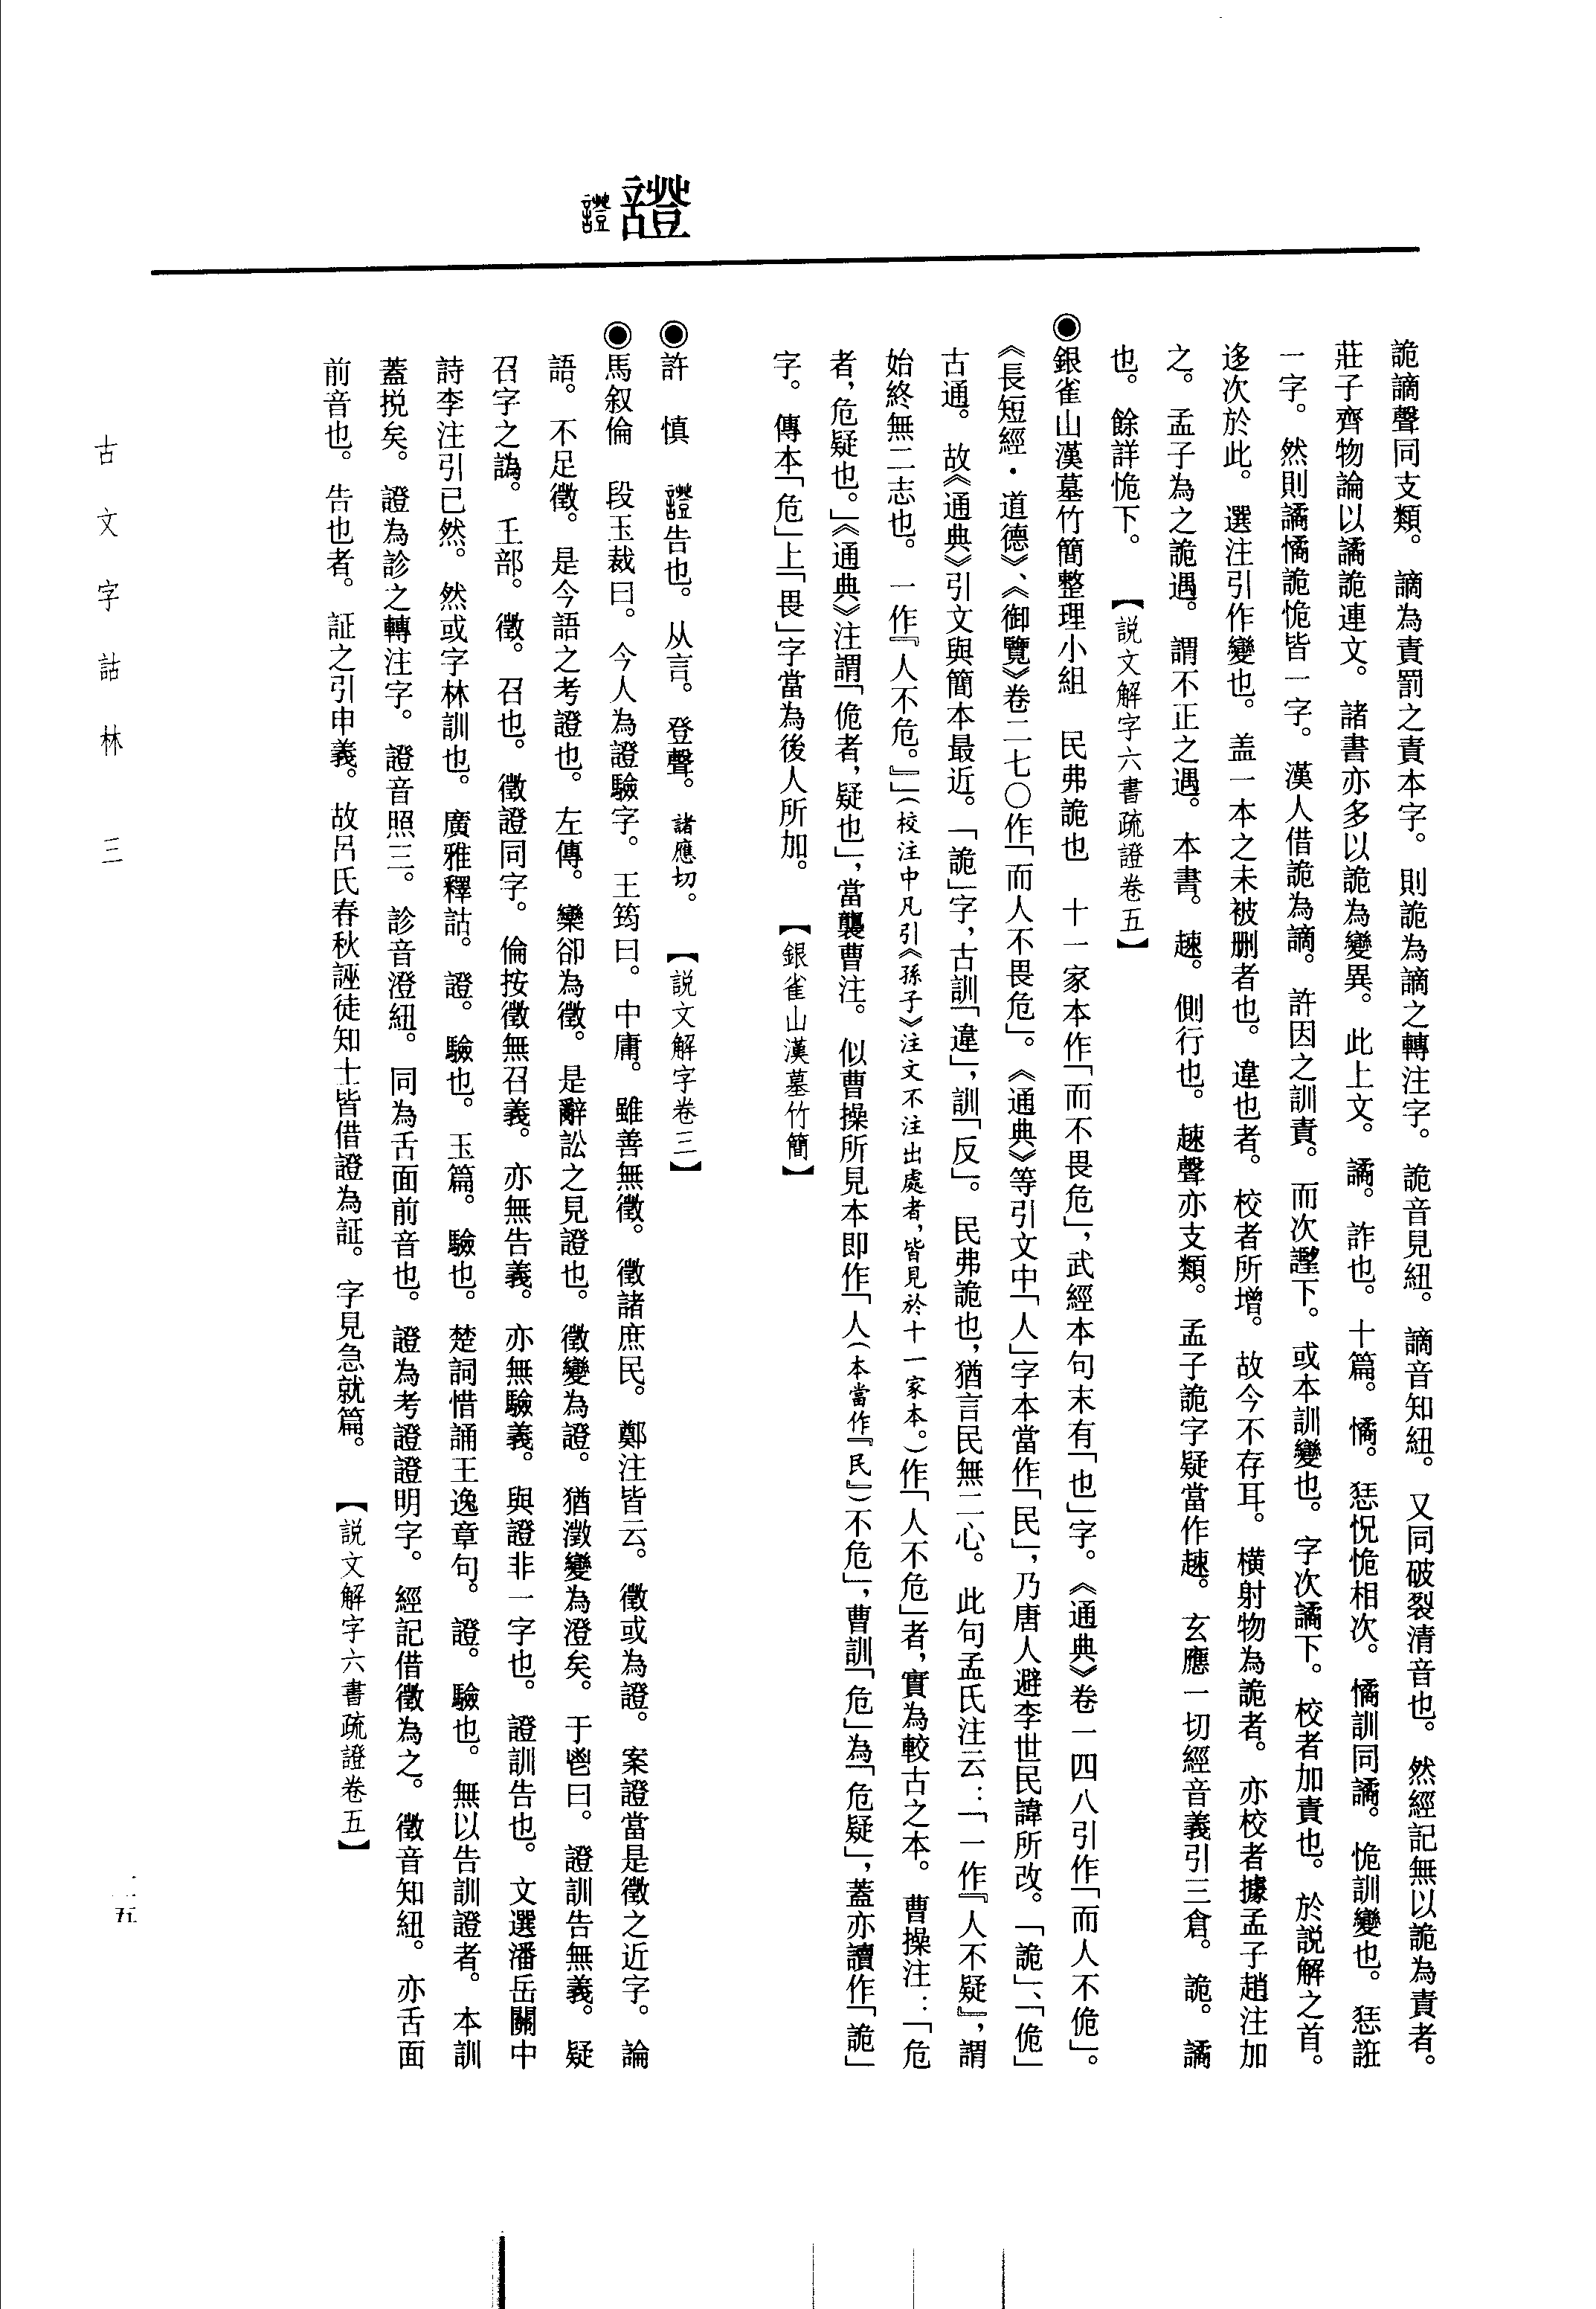 證
證
詭謫聲同支類。謫為責罰之責本字。則詭為謫之轉注字。詭音見紐。謫音知紐。又同破裂清音也。然經記無以詭為責者。
莊子齊物論以譎詭連文。諸書亦多以詭為變異。此上文。譎。詐也。十篇。憰。恁怳恑相次。憰訓同譎。恑訓變也。恁誑
一字。然則譎憰詭恑皆一字。漢人借詭為謫。許因之訓責。而次下。或本訓變也。字次譎下。校者加責也。於説解之首。
迻次於此。選注引作變也。盖一本之未被删者也。違也者。校者所增。故今不存耳。横射物為詭者。亦校者據孟子趙注加
之。孟子為之詭遇。謂不正之遇。本書。䞨。側行也。䞨聲亦支類。孟子詭字疑當作䞨。玄應一切經音義引三倉。詭。譎
也。餘詳恑下。【説文解字六書疏證卷五】
◉銀雀山漢墓竹簡整理小組　民弗詭也　十一家本作「而不畏危」，武經本句末有「也」字。《通典》卷一四八引作「而人不佹」。
《長短經·道德》、《御覽》卷二七〇作「而人不畏危」。《通典》等引文中「人」字本當作「民」，乃唐人避李世民諱所改。「詭」、「佹」
古通。故《通典》引文與簡本最近。「詭」字，古訓「違」，訓「反」。民弗詭也，猶言民無二心。此句孟氏注云：「一作『人不疑』，謂
始終無二志也。一作『人不危。』」（校注中凡引《孫子》注文不注出處者，皆見於十一家本。）作「人不危」者，實為較古之本。曹操注：「危
者，危疑也。」《通典》注謂「佹者，疑也」，當襲曹注。似曹操所見本即作「人（本當作『民』）不危」，曹訓「危」為「危疑」，蓋亦讀作「詭」
字。傳本「危」上「畏」字當為後人所加。【銀雀山漢墓竹簡】
◉許　慎　證告也。从言。登聲。諸應切。【説文解字卷三】
◉馬叙倫　段玉裁曰。今人為證驗字。王筠曰。中庸。雖善無徵。徵諸庶民。鄭注皆云。徵或為證。案證當是徵之近字。論
語。不足徵。是今語之考證也。左傳。欒卻為徵。是辭訟之見證也。徵變為證。猶澂變為澄矣。于鬯曰。證訓告無義。疑
召字之譌。𡈼部。徵。召也。徵證同字。倫按徵無召義。亦無告義。亦無驗義。與證非一字也。證訓告也。文選潘岳關中
詩李注引已然。然或字林訓也。廣雅釋詁。證。驗也。玉篇。驗也。楚詞惜誦王逸章句。證。驗也。無以告訓證者。本訓
蓋挩矣。證為診之轉注字。證音照三。診音澄紐。同為舌面前音也。證為考證證明字。經記借徵為之。徵音知紐。亦舌面
前音也。告也者。証之引申義。故呂氏春秋誣徒知士皆借證為証。字見急就篇。【説文解字六書疏證卷五】
古文字詁林　三